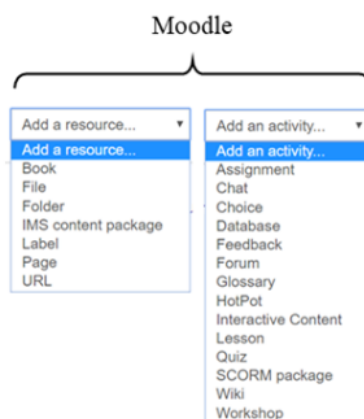 Moodle
Add a resource...
Add a resource...
Book
File
Folder
IMS content package
Label
Page
URL
Add an activity...
Add an activity...
Assignment
Chat
Choice
Database
Feedback
Forum
Glossary
HotPot
Interactive Content
Lesson
Quiz
SCORM package
Wiki
Workshop